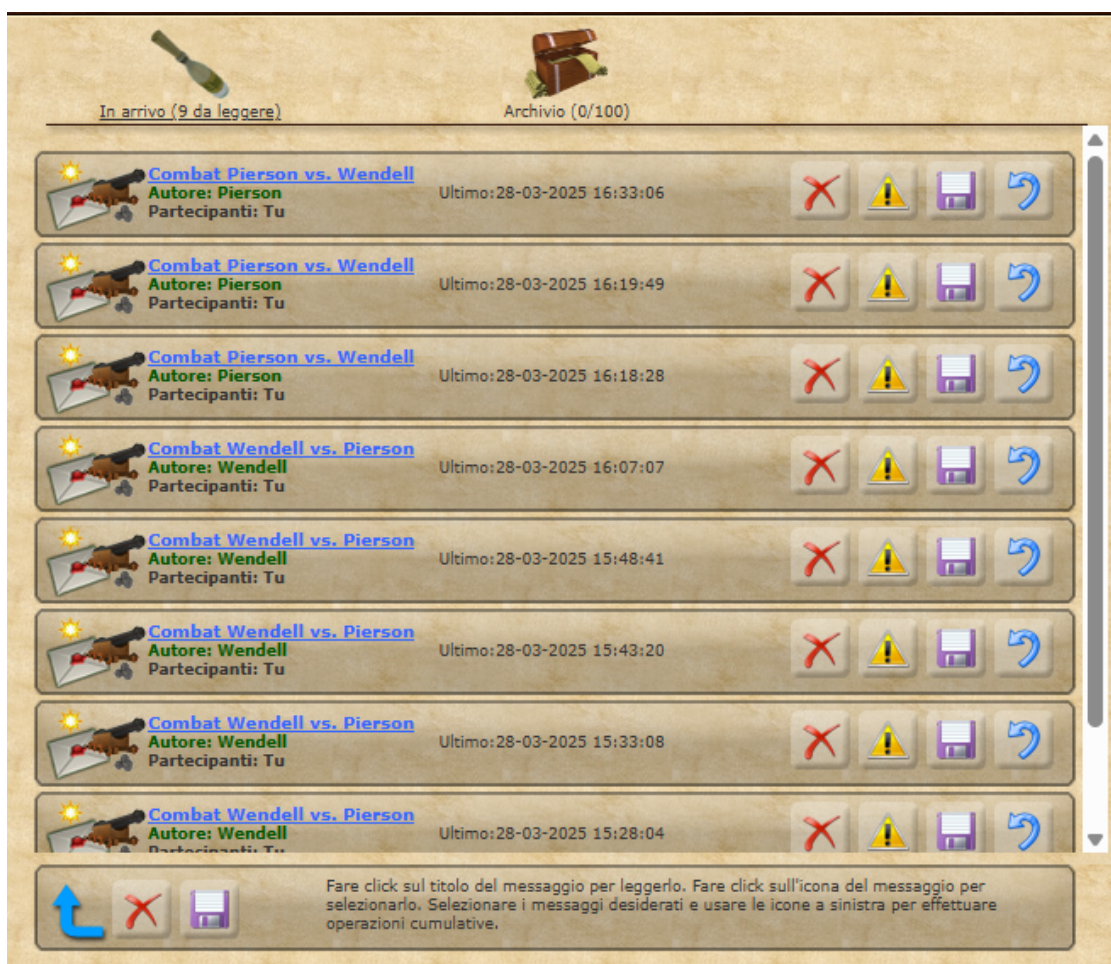 In arrivo (9 da leggere)
Archivio (0/100)
Combat Pierson vs. Wendell
Autore: Pierson
Partecipanti: Tu
Ultimo:28-03-2025 16:33:06
Combat Pierson vs. Wendell
Autore: Pierson
Partecipanti: Tu
Ultimo:28-03-2025 16:19:49
Combat Pierson vs. Wendell
Autore: Pierson
Partecipanti: Tu
Ultimo:28-03-2025 16:18:28
Combat Wendell vs. Pierson
Autore: Wendell
Partecipanti: Tu
Ultimo:28-03-2025 16:07:07
Combat Wendell vs. Pierson
Autore: Wendell
Partecipanti: Tu
Ultimo:28-03-2025 15:48:41
Combat Wendell vs. Pierson
Autore: Wendell
Partecipanti: Tu
Ultimo:28-03-2025 15:43:20
Combat Wendell vs. Pierson
Autore: Wendell
Partecipanti: Tu
Ultimo:28-03-2025 15:33:08
Combat Wendell vs. Pierson
Autore: Wendell
Partecipanti: Tu
Ultimo:28-03-2025 15:28:04
Fare click sul titolo del messaggio per leggerlo. Fare click sull'icona del messaggio per
selezionarlo. Selezionare i messaggi desiderati e usare le icone a sinistra per effettuare
operazioni cumulative.